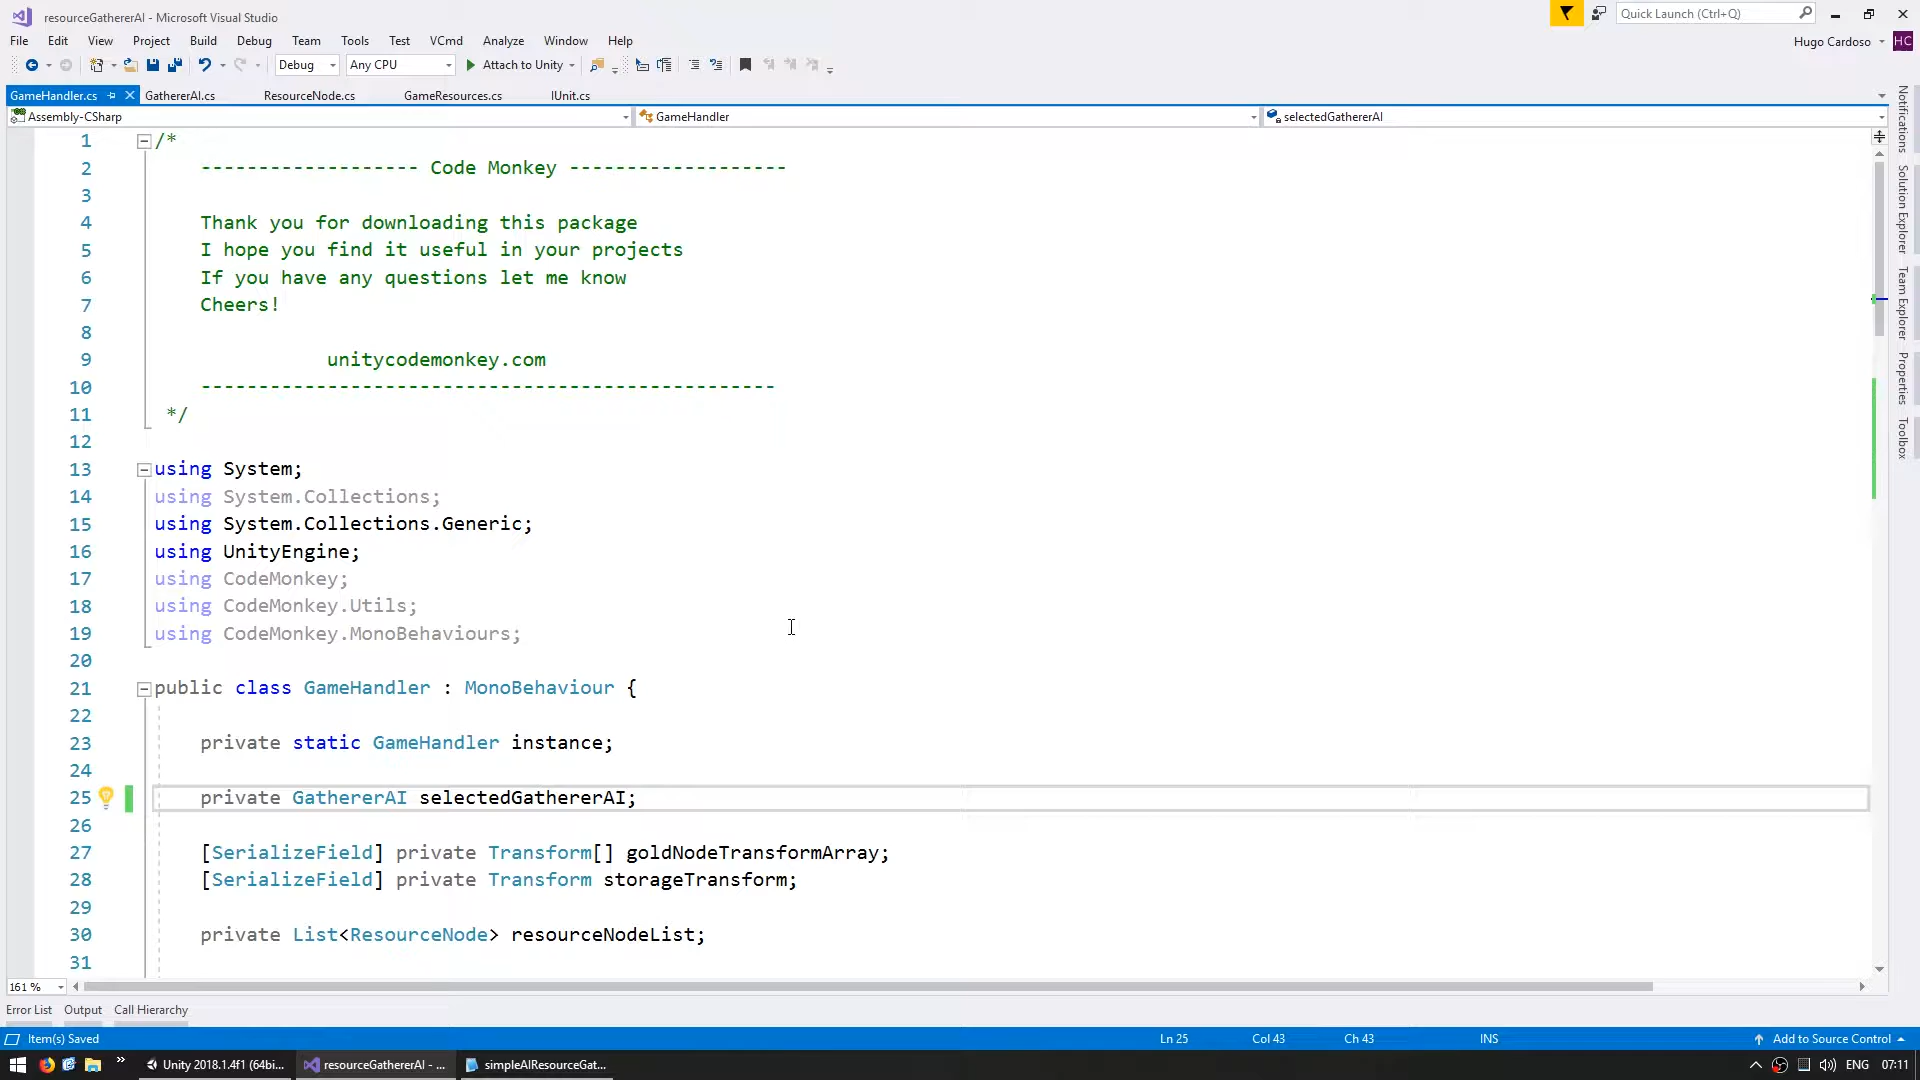 resourceGathererAI - Microsoft Visual Studio
Quick Launch (Ctrl+Q)
File Edit View Project Build Debug Team Tools Test VCmd Analyze Window Help
Hugo Cardoso HC
Debug Any CPU Attach to Unity
GameHandler.cs GathererAI.cs ResourceNode.cs GameResources.cs IUnit.cs
Assembly-CSharp GameHandler selectedGathererAI
1 /*
2 ------------------- Code Monkey -------------------
3
4 Thank you for downloading this package
5 I hope you find it useful in your projects
6 If you have any questions let me know
7 Cheers!
8
9 unitycodemonkey.com
10 --------------------------------------------------
11 */
12
13 using System;
14 using System.Collections;
15 using System.Collections.Generic;
16 using UnityEngine;
17 using CodeMonkey;
18 using CodeMonkey.Utils;
19 using CodeMonkey.MonoBehaviours;
20
21 public class GameHandler : MonoBehaviour {
22
23 private static GameHandler instance;
24
25 private GathererAI selectedGathererAI;
26
27 [SerializeField] private Transform[] goldNodeTransformArray;
28 [SerializeField] private Transform storageTransform;
29
30 private List<ResourceNode> resourceNodeList;
31
Notifications
Solution Explorer
Team Explorer
Properties
Toolbox
161 %
Error List Output Call Hierarchy
Item(s) Saved Ln 25 Col 43 Ch 43 INS Add to Source Control
Unity 2018.1.4f1 (64bi... resourceGathererAI - ... simpleAIResourceGat... ENG 07:11